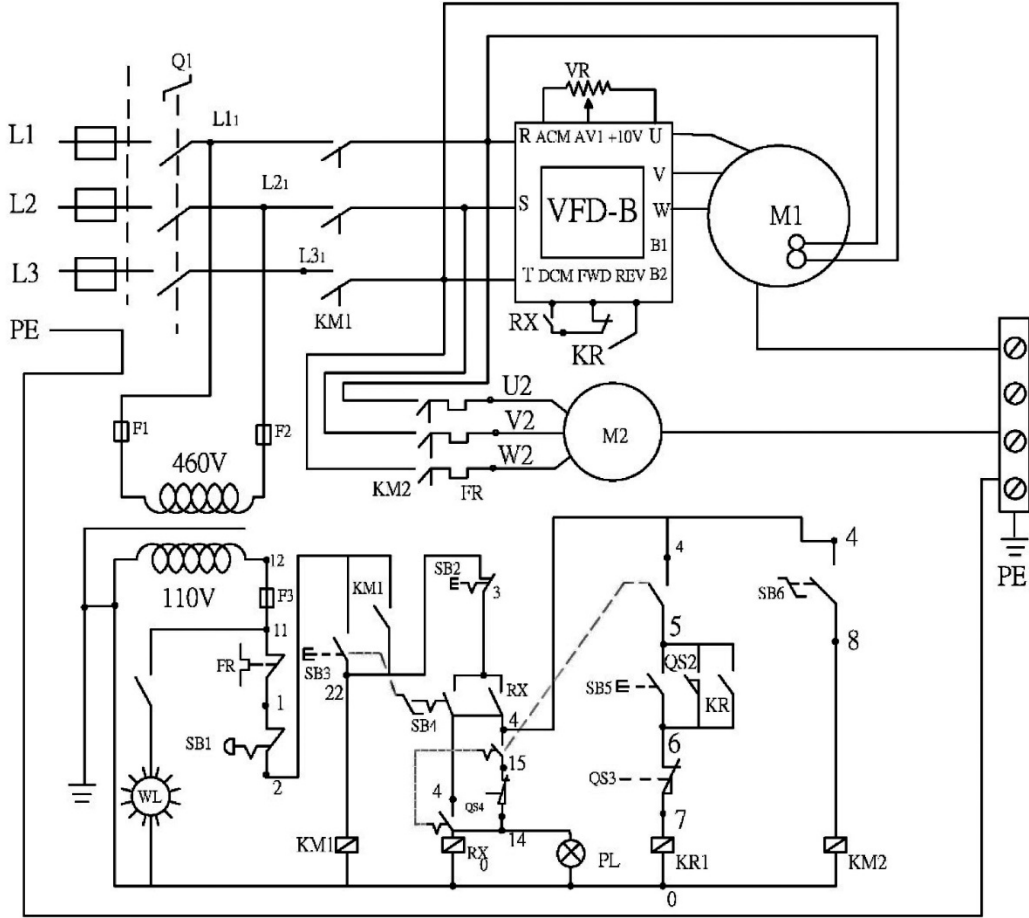 Q1
VR
L1
L1₁
R ACM AV1 +10V U
L2
L2₁
V
S
VFD-B
W
M1
B1
L3
L3₁
T DCM FWD REV B2
KM1
RX
KR
PE
U2
F1
F2
V2
M2
460V
W2
KM2
FR
PE
12
110V
F3
KM1
SB2
3
4
4
SB6
11
FR
SB3
5
8
22
RX
QS2
1
SB4
4
SB5
KR
SB1
15
6
2
QS3
WL
4
QS4
7
14
KM1
RX
0
PL
KR1
KM2
0